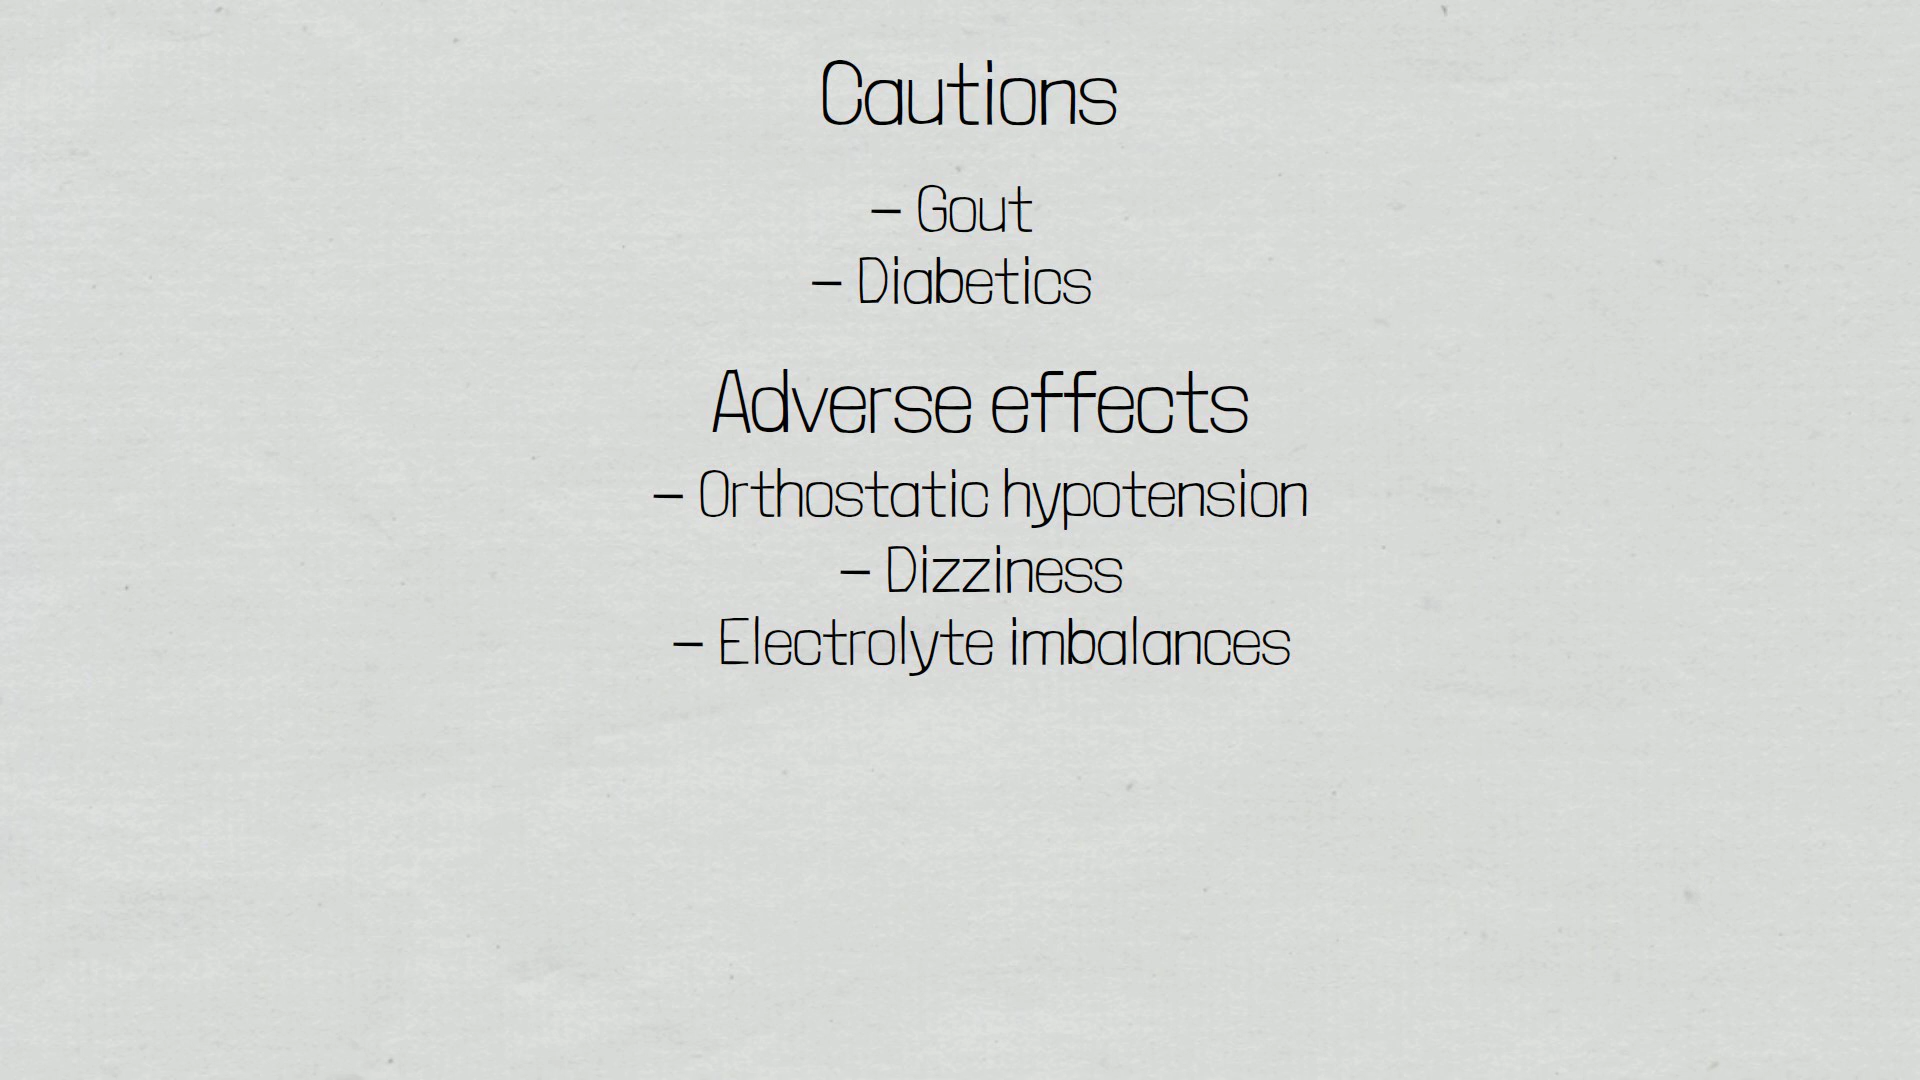 Cautions
– Gout
– Diabetics
Adverse effects
– Orthostatic hypotension
– Dizziness
– Electrolyte imbalances